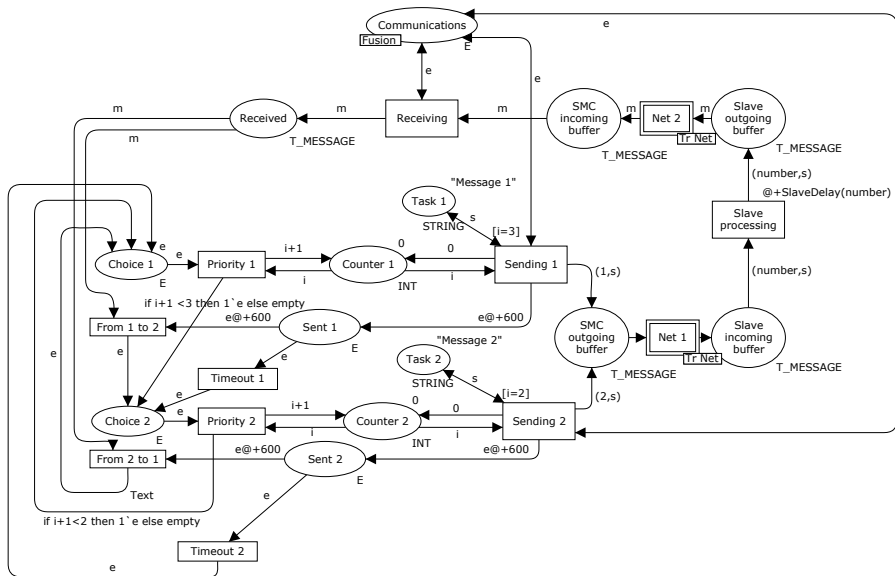 Communications
Fusion
E
e
e
e
m
m
m
m
m
m
Received
T_MESSAGE
Receiving
SMC
incoming
buffer
T_MESSAGE
Net 2
Tr Net
Slave
outgoing
buffer
T_MESSAGE
(number,s)
@+SlaveDelay(number)
Slave
processing
(number,s)
"Message 1"
Task 1
STRING
s
[i=3]
e
Choice 1
E
e
Priority 1
i+1
i
Counter 1
0
INT
0
i
Sending 1
(1,s)
if i+1 <3 then 1`e else empty
From 1 to 2
e@+600
Sent 1
E
e@+600
SMC
outgoing
buffer
T_MESSAGE
Net 1
Tr Net
Slave
incoming
buffer
T_MESSAGE
e
e
e
"Message 2"
Task 2
STRING
s
Timeout 1
e
[i=2]
(2,s)
Choice 2
E
e
Priority 2
i+1
i
Counter 2
0
INT
0
i
Sending 2
From 2 to 1
e@+600
Sent 2
E
e@+600
Text
e
if i+1<2 then 1`e else empty
Timeout 2
e